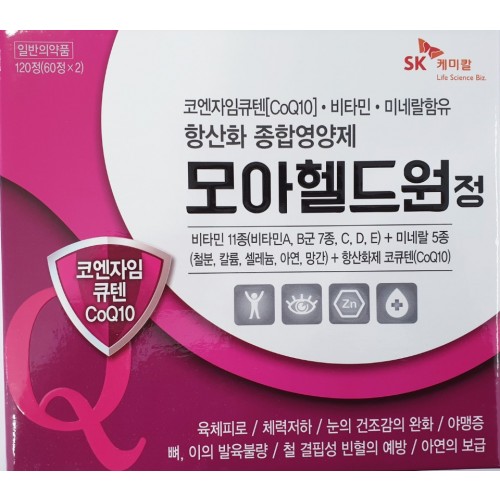 일반의약품
120정(60정×2)
SK 케미칼
Life Science Biz.
코엔자임큐텐[CoQ10]·비타민·미네랄함유
항산화 종합영양제
모아헬드원정
비타민 11종(비타민A, B군 7종, C, D, E) + 미네랄 5종
(철분, 칼륨, 셀레늄, 아연, 망간) + 항산화제 코큐텐(CoQ10)
코엔자임
큐텐
CoQ10
Zn
Q
육체피로 / 체력저하 / 눈의 건조감의 완화 / 야맹증
뼈, 이의 발육불량 / 철 결핍성 빈혈의 예방 / 아연의 보급